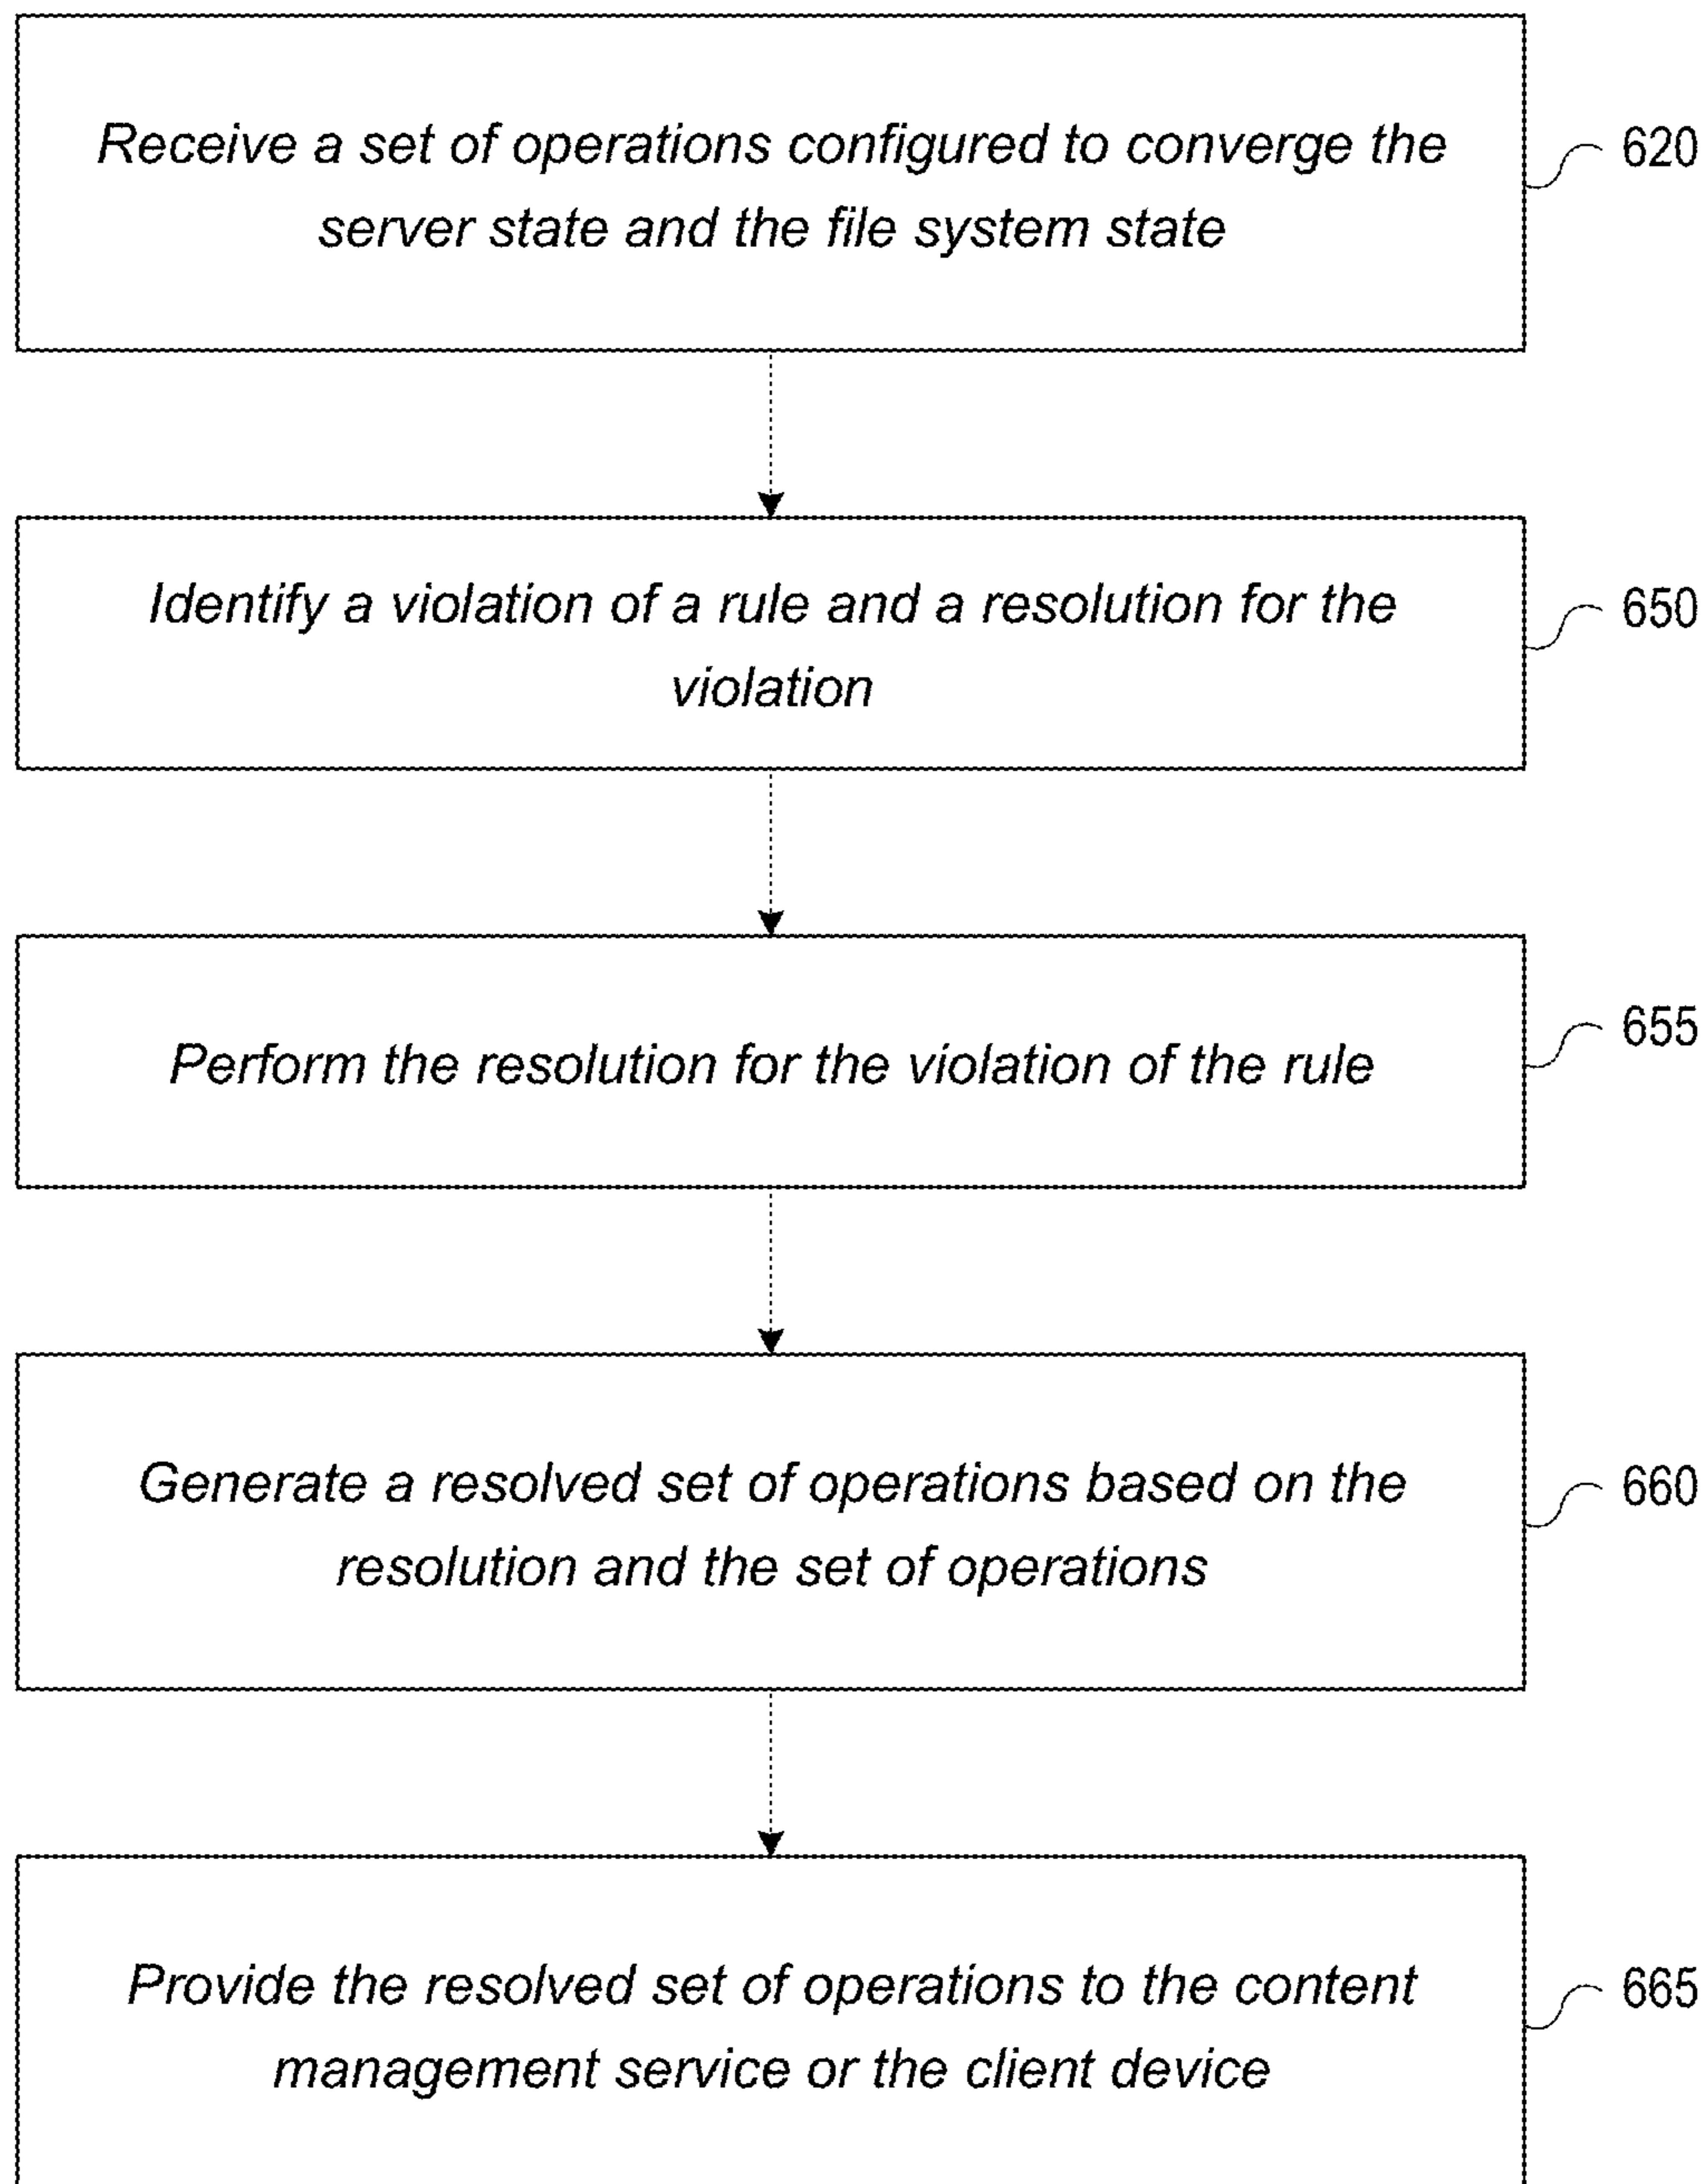 Receive a set of operations configured to converge the
server state and the file system state
620
Identify a violation of a rule and a resolution for the
violation
650
Perform the resolution for the violation of the rule
655
Generate a resolved set of operations based on the
resolution and the set of operations
660
Provide the resolved set of operations to the content
management service or the client device
665